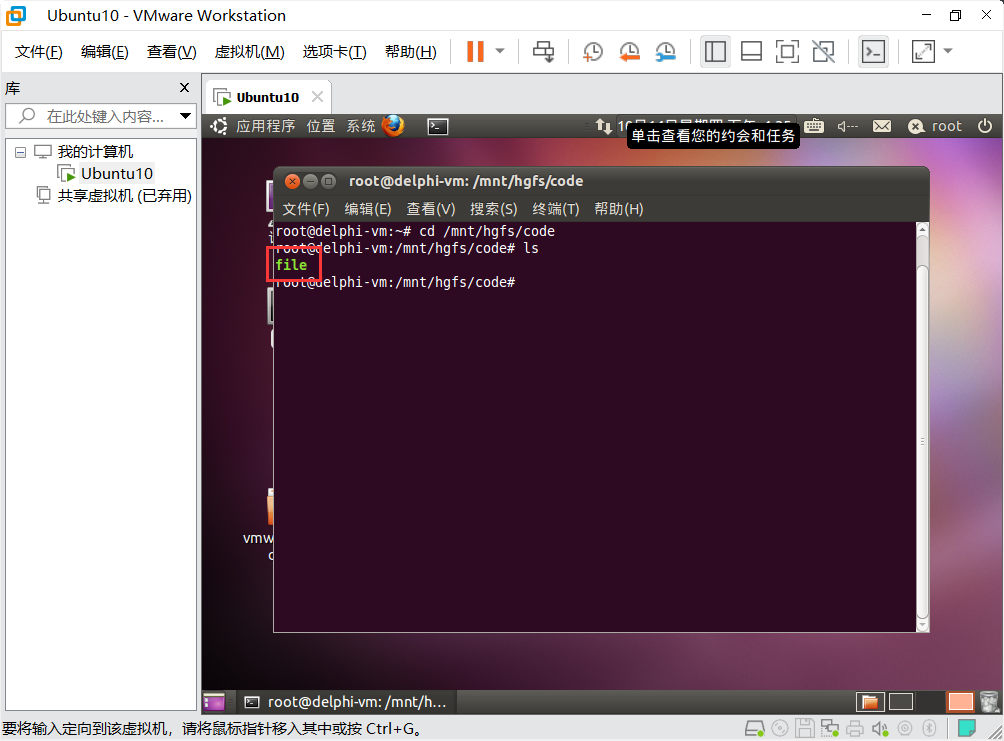 Ubuntu10 - VMware Workstation
文件(F) 编辑(E) 查看(V) 虚拟机(M) 选项卡(T) 帮助(H)
库
在此处键入内容...
我的计算机
Ubuntu10
共享虚拟机 (已弃用)
Ubuntu10
应用程序 位置 系统 root
单击查看您的约会和任务
root@delphi-vm: /mnt/hgfs/code
文件(F) 编辑(E) 查看(V) 搜索(S) 终端(T) 帮助(H)
root@delphi-vm:~# cd /mnt/hgfs/code
root@delphi-vm:/mnt/hgfs/code# ls
file
root@delphi-vm:/mnt/hgfs/code#
vmw
root@delphi-vm: /mnt/h...
要将输入定向到该虚拟机，请将鼠标指针移入其中或按 Ctrl+G。